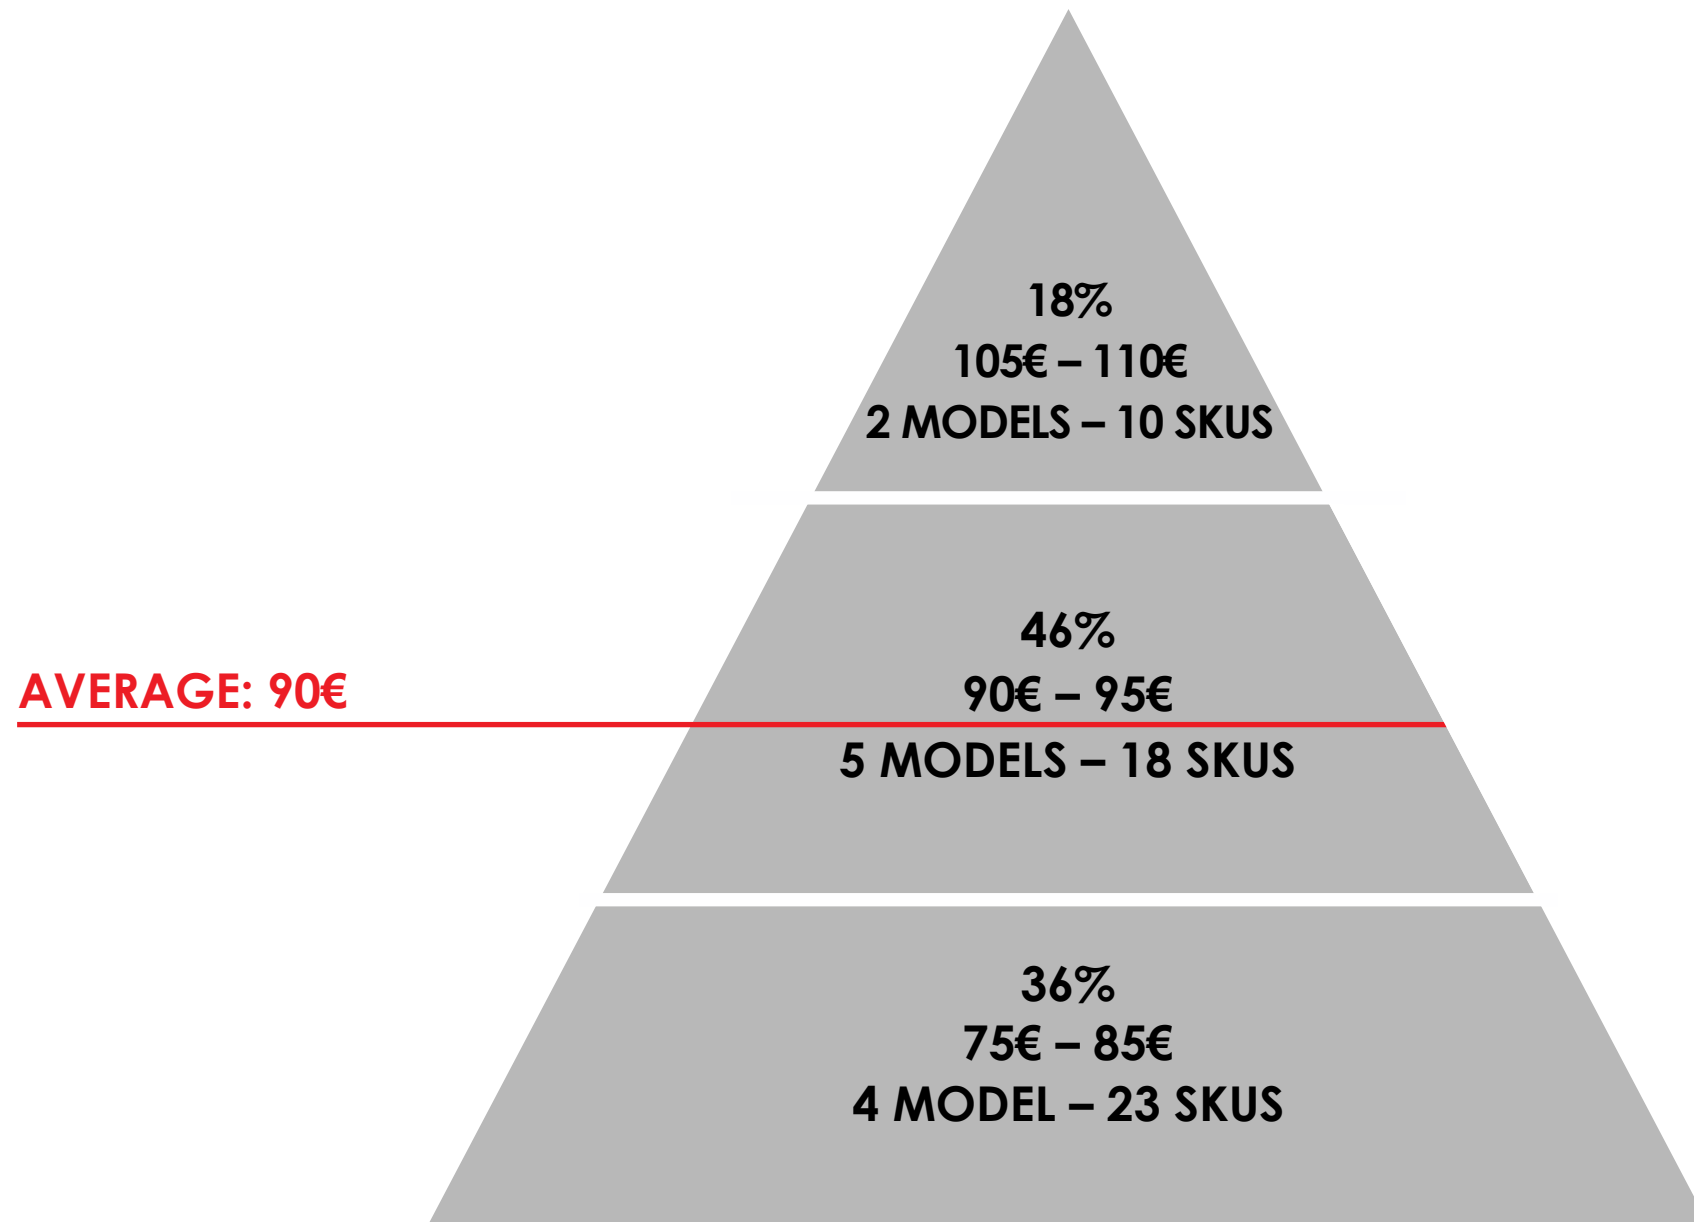 18%
105€ – 110€
2 MODELS – 10 SKUS
46%
AVERAGE: 90€
90€ – 95€
5 MODELS – 18 SKUS
36%
75€ – 85€
4 MODEL – 23 SKUS